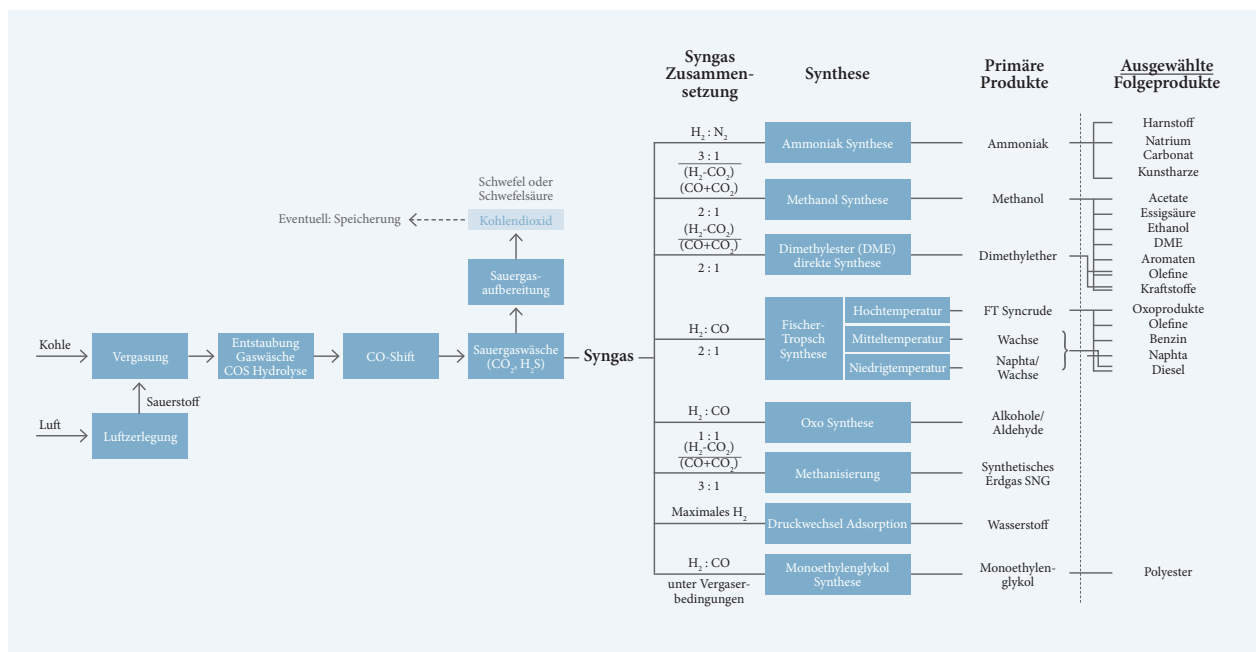 Kohle
Vergasung
Sauerstoff
Luft
Luftzerlegung
Entstaubung
Gaswäsche
COS Hydrolyse
CO-Shift
Sauergaswäsche
(CO₂, H₂S)
Sauergas-
aufbereitung
Schwefel oder
Schwefelsäure
Kohlendioxid
Eventuell: Speicherung
Syngas
Syngas
Zusammen-
setzung
Synthese
Primäre
Produkte
Ausgewählte
Folgeprodukte
H₂ : N₂
3 : 1
Ammoniak Synthese
Ammoniak
Harnstoff
Natrium
Carbonat
Kunstharze
(H₂-CO₂)
(CO+CO₂)
2 : 1
Methanol Synthese
Methanol
Acetate
Essigsäure
Ethanol
DME
Aromaten
Olefine
Kraftstoffe
(H₂-CO₂)
(CO+CO₂)
2 : 1
Dimethylester (DME)
direkte Synthese
Dimethylether
H₂ : CO
2 : 1
Fischer-
Tropsch
Synthese
Hochtemperatur
Mitteltemperatur
Niedrigtemperatur
FT Syncrude
Wachse
Naphta/
Wachse
Oxoprodukte
Olefine
Benzin
Naphta
Diesel
H₂ : CO
1 : 1
Oxo Synthese
Alkohole/
Aldehyde
(H₂-CO₂)
(CO+CO₂)
3 : 1
Methanisierung
Synthetisches
Erdgas SNG
Maximales H₂
Druckwechsel Adsorption
Wasserstoff
H₂ : CO
unter Vergaser-
bedingungen
Monoethylenglykol
Synthese
Monoethylen-
glykol
Polyester